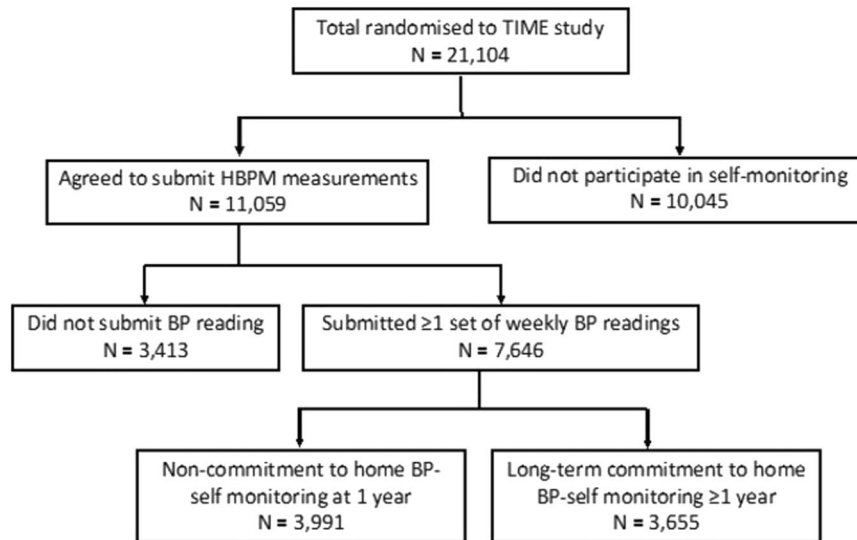 Total randomised to TIME study
N = 21,104
Agreed to submit HBPM measurements
N = 11,059
Did not participate in self-monitoring
N = 10,045
Did not submit BP reading
N = 3,413
Submitted ≥1 set of weekly BP readings
N = 7,646
Non-commitment to home BP-
self monitoring at 1 year
N = 3,991
Long-term commitment to home
BP-self monitoring ≥1 year
N = 3,655